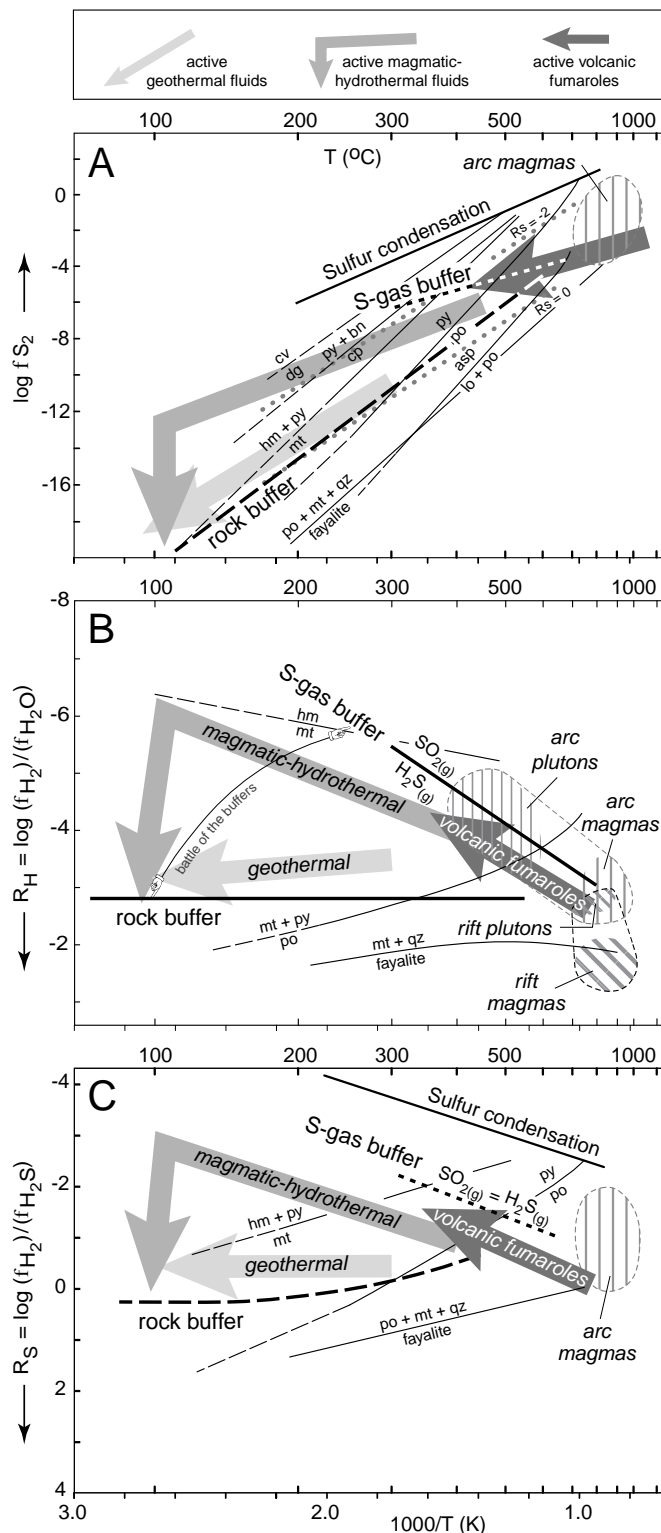 active geothermal fluids
active magmatic-hydrothermal fluids
active volcanic fumaroles
100 200 300 500 1000
T (°C)
A
arc magmas
0
-4
-8
-12
-16
log f S2
Sulfur condensation
Rs = -2
S-gas buffer
Rs = 0
cv
dg
py + bn
cp
py
po
asp
lo + po
hm + py
mt
rock buffer
po + mt + qz
fayalite
100 200 300 500 1000
B
-8
-6
-4
-2
RH = log (fH2)/(fH2O)
S-gas buffer
hm
mt
SO2(g)
H2S(g)
arc plutons
arc magmas
magmatic-hydrothermal
battle of the buffers
volcanic fumaroles
geothermal
rock buffer
mt + py
po
rift plutons
mt + qz
fayalite
rift magmas
100 200 300 500 1000
C
-4
-2
0
2
4
RS = log (fH2)/(fH2S)
Sulfur condensation
S-gas buffer
SO2(g) = H2S(g)
py
po
magmatic-hydrothermal
hm + py
mt
volcanic fumaroles
geothermal
rock buffer
po + mt + qz
fayalite
arc magmas
3.0 2.0 1.0
1000/T (K)